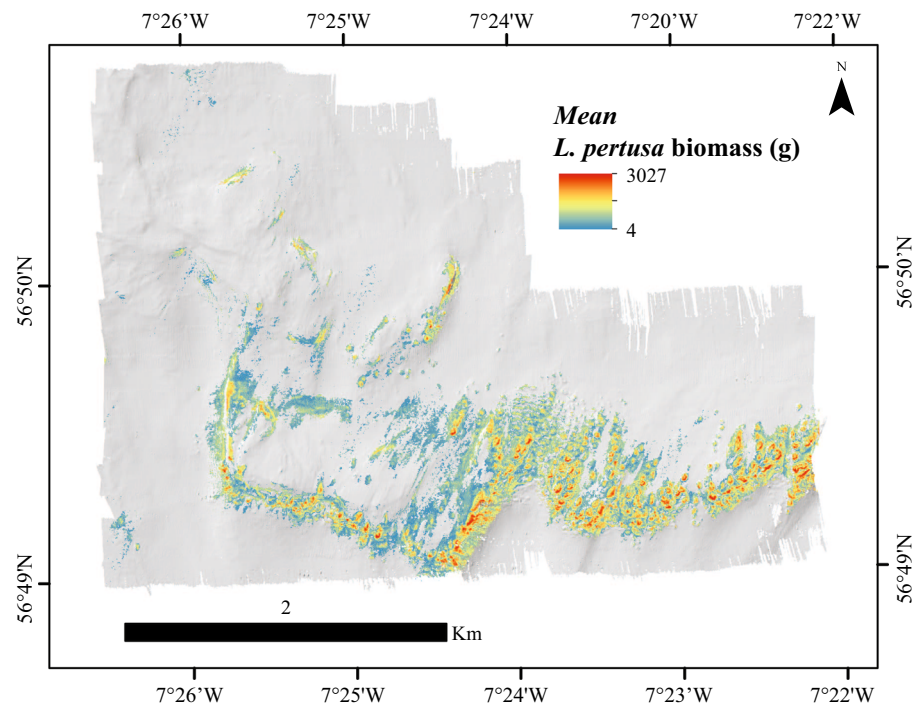 7°26’W 7°25’W 7°24’W 7°20’W 7°22’W
N
Mean
L. pertusa biomass (g)
3027
4
56°50’N
56°50’N
56°49’N
56°49’N
2
Km
7°26’W 7°25’W 7°24’W 7°23’W 7°22’W